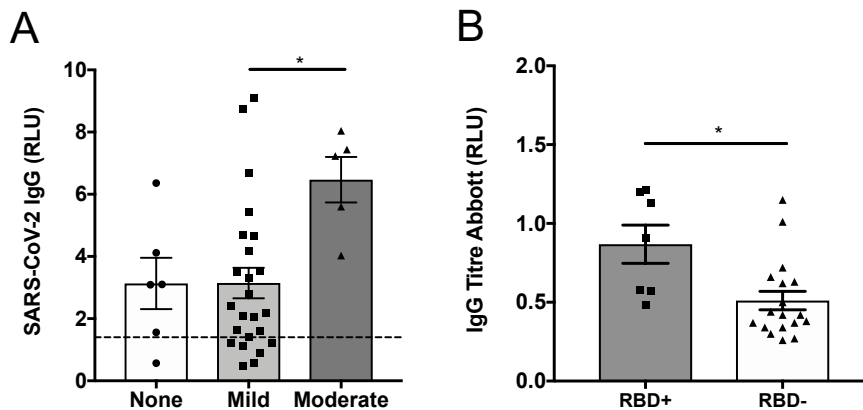 A
SARS-CoV-2 IgG (RLU)
10
8
6
4
2
0
*
None Mild Moderate
B
IgG Titre Abbott (RLU)
2.0
1.5
1.0
0.5
0.0
*
RBD+ RBD-